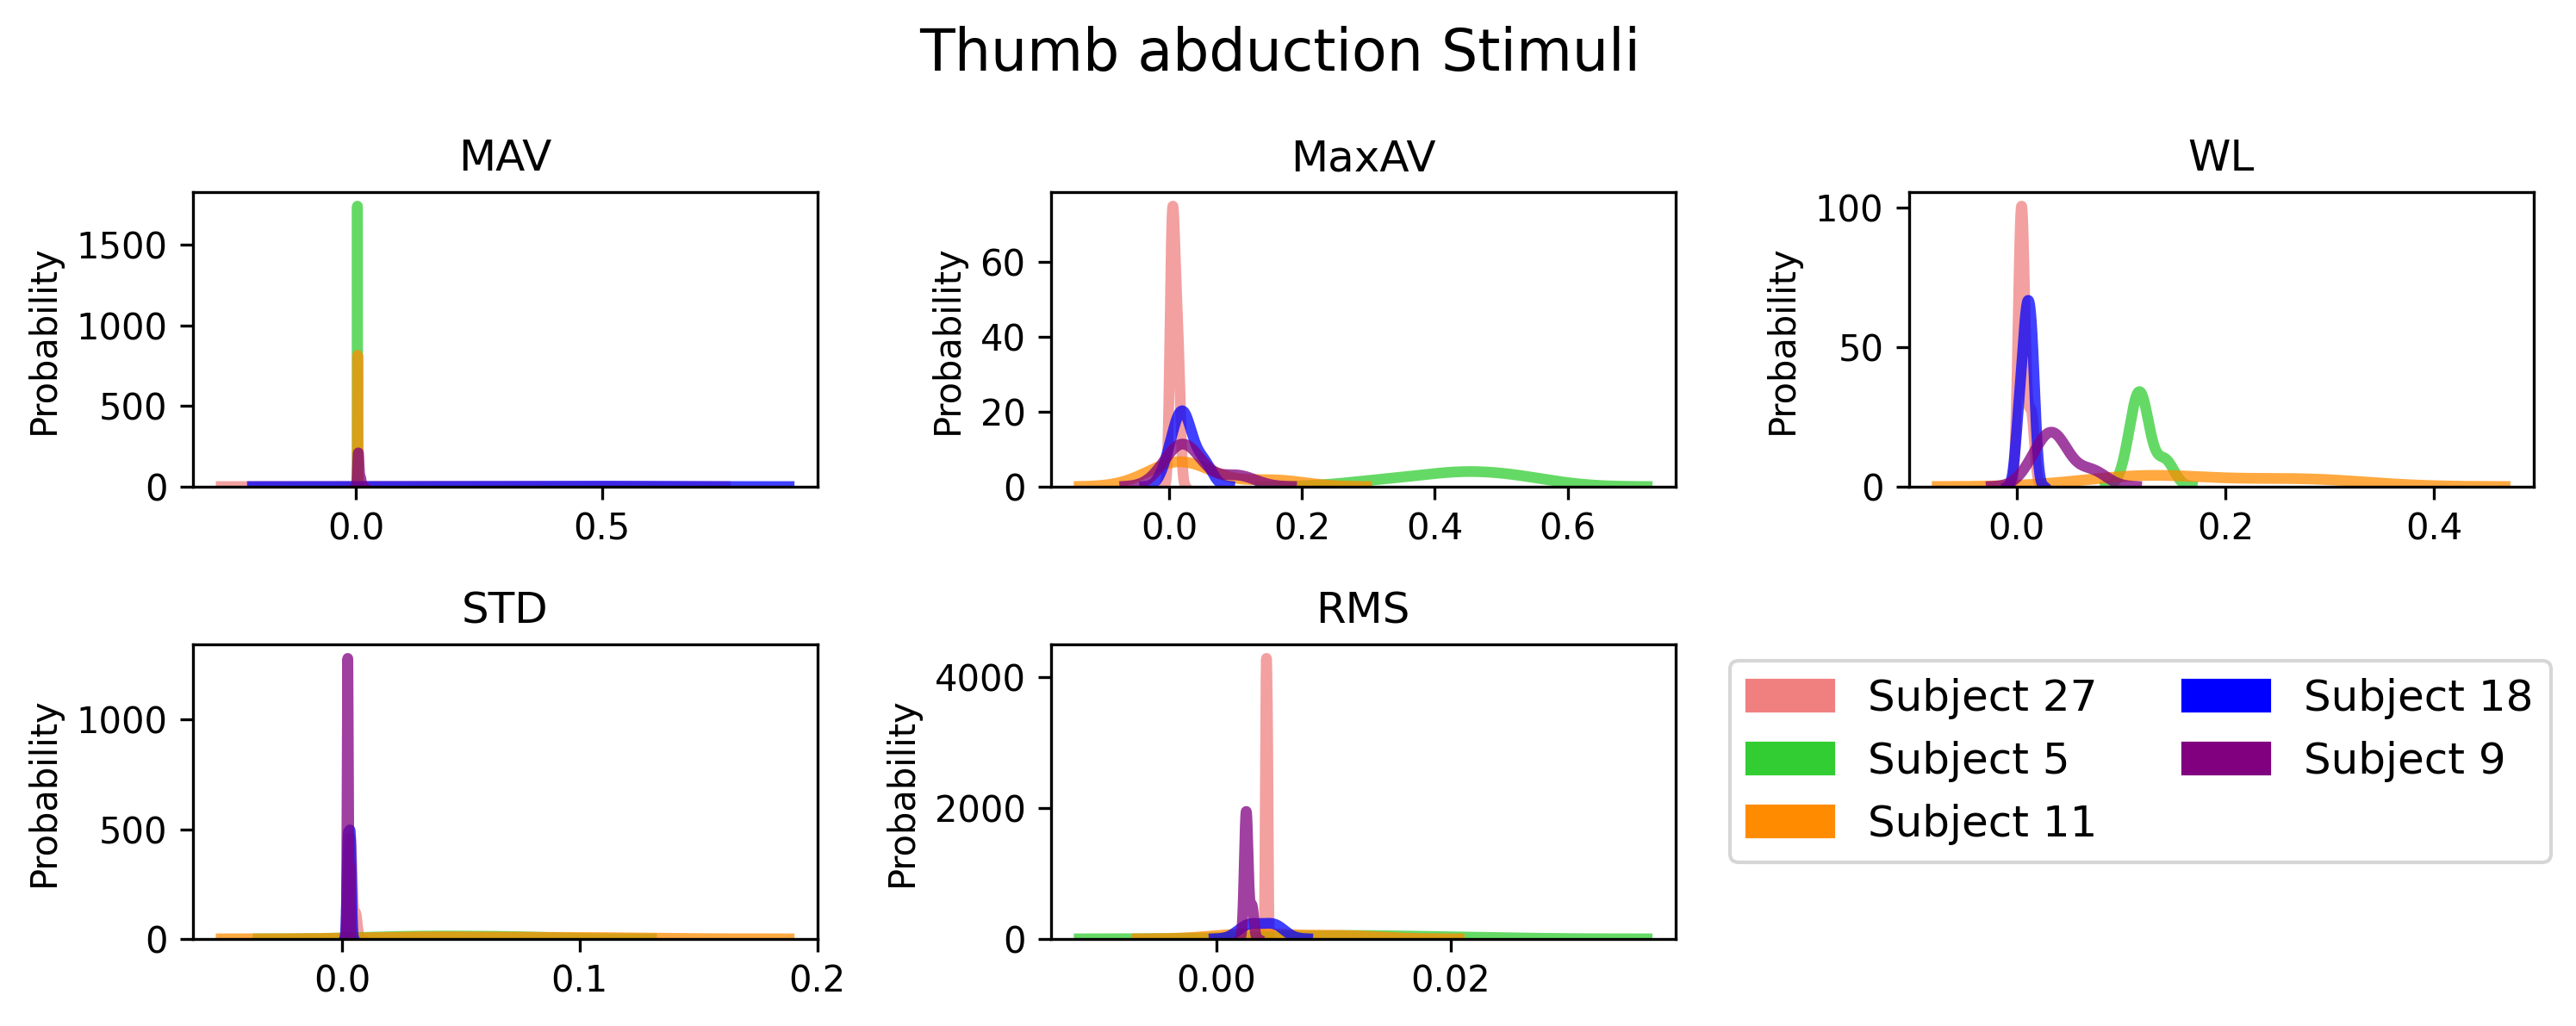 Thumb abduction Stimuli
MAV
Probability
1500
1000
500
0
0.0 0.5
MaxAV
Probability
60
40
20
0
0.0 0.2 0.4 0.6
WL
Probability
100
50
0
0.0 0.2 0.4
STD
Probability
1000
500
0
0.0 0.1 0.2
RMS
Probability
4000
2000
0
0.00 0.02
Subject 27 Subject 18
Subject 5 Subject 9
Subject 11